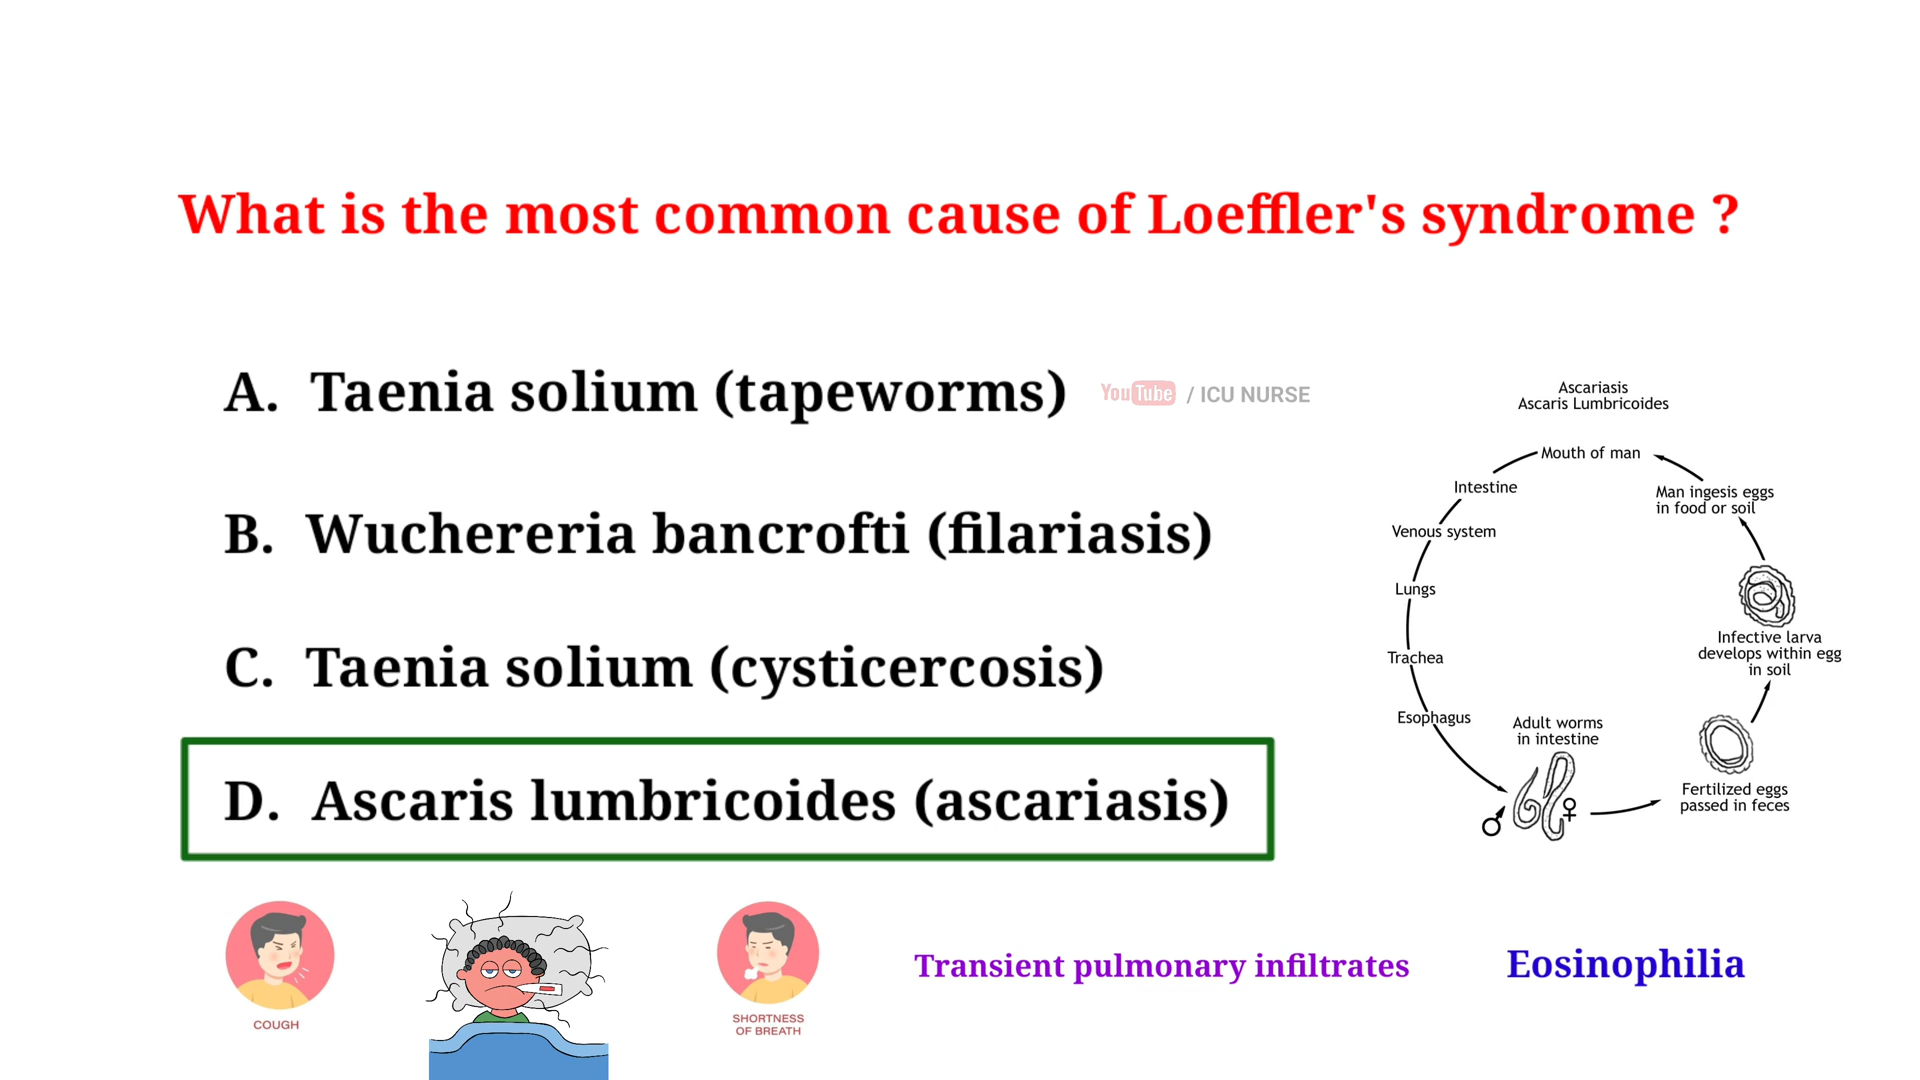 What is the most common cause of Loeffler's syndrome ?
A. Taenia solium (tapeworms)
YouTube / ICU NURSE
B. Wuchereria bancrofti (filariasis)
C. Taenia solium (cysticercosis)
D. Ascaris lumbricoides (ascariasis)
Ascariasis
Ascaris Lumbricoides
Mouth of man
Intestine
Venous system
Lungs
Trachea
Esophagus
Adult worms
in intestine
Fertilized eggs
passed in feces
Infective larva
develops within egg
in soil
Man ingesis eggs
in food or soil
COUGH
SHORTNESS
OF BREATH
Transient pulmonary infiltrates
Eosinophilia